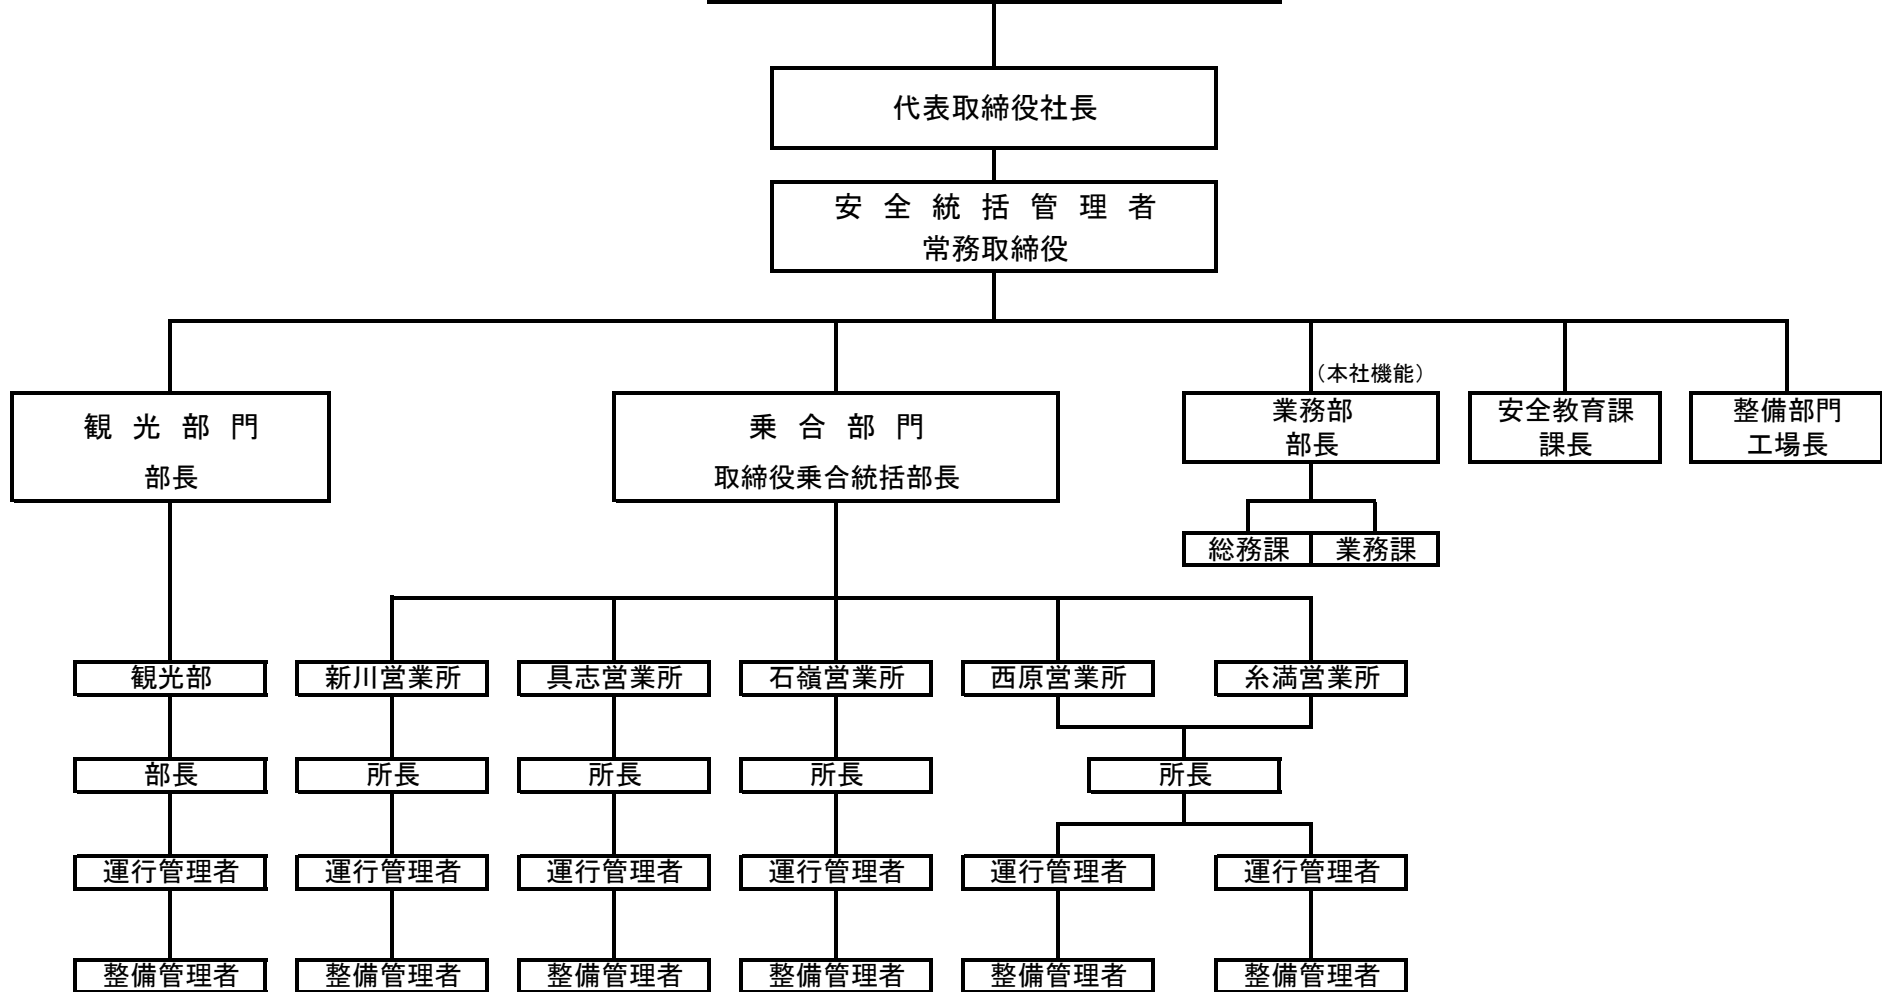 代表取締役社長
安全統括管理者
常務取締役
（本社機能）
観光部門
部長
乗合部門
取締役乗合統括部長
業務部
部長
安全教育課
課長
整備部門
工場長
総務課 業務課
観光部 新川営業所 具志営業所 石嶺営業所 西原営業所 糸満営業所
部長 所長 所長 所長 所長
運行管理者 運行管理者 運行管理者 運行管理者 運行管理者 運行管理者
整備管理者 整備管理者 整備管理者 整備管理者 整備管理者 整備管理者